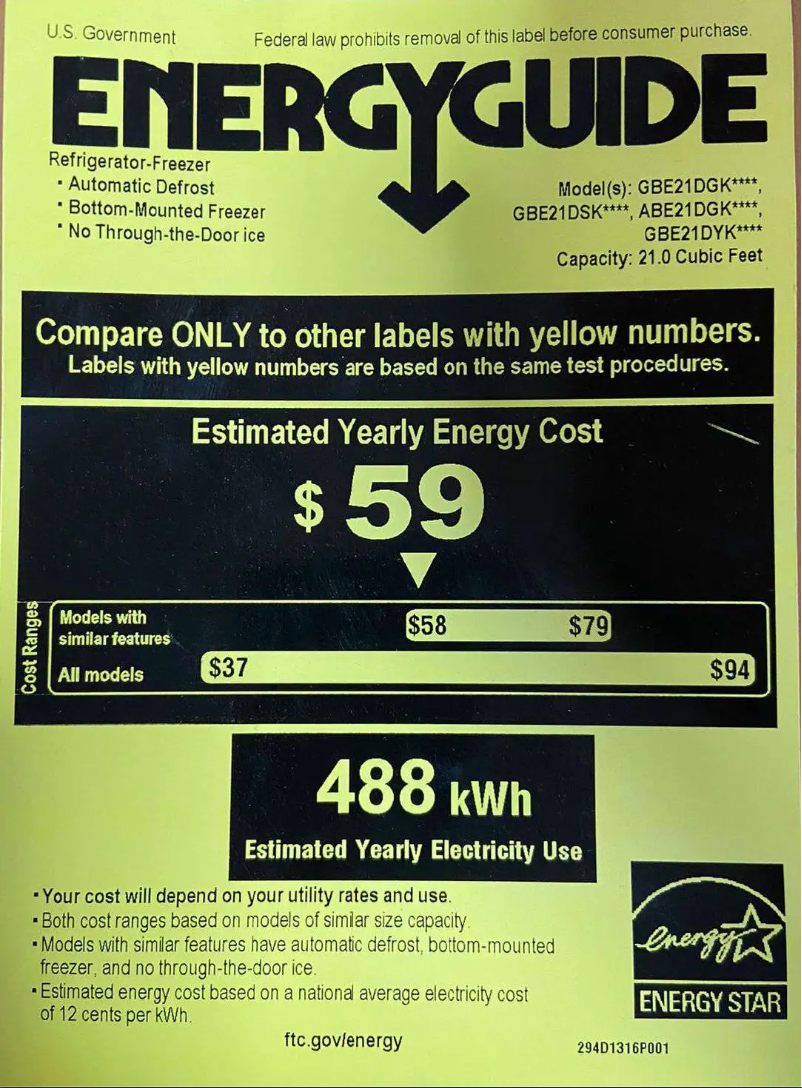 U.S. Government
Federal law prohibits removal of this label before consumer purchase.
ENERGYGUIDE
Refrigerator-Freezer
• Automatic Defrost
• Bottom-Mounted Freezer
• No Through-the-Door ice
Model(s): GBE21DGK****,
GBE21DSK****, ABE21DGK****,
GBE21DYK****
Capacity: 21.0 Cubic Feet
Compare ONLY to other labels with yellow numbers.
Labels with yellow numbers are based on the same test procedures.
Estimated Yearly Energy Cost
$ 59
Cost Ranges
Models with
similar features
$58 $79
All models
$37 $94
488 kWh
Estimated Yearly Electricity Use
• Your cost will depend on your utility rates and use.
• Both cost ranges based on models of similar size capacity.
• Models with similar features have automatic defrost, bottom-mounted
freezer, and no through-the-door ice.
• Estimated energy cost based on a national average electricity cost
of 12 cents per kWh.
ftc.gov/energy
energy
ENERGY STAR
294D1316P001